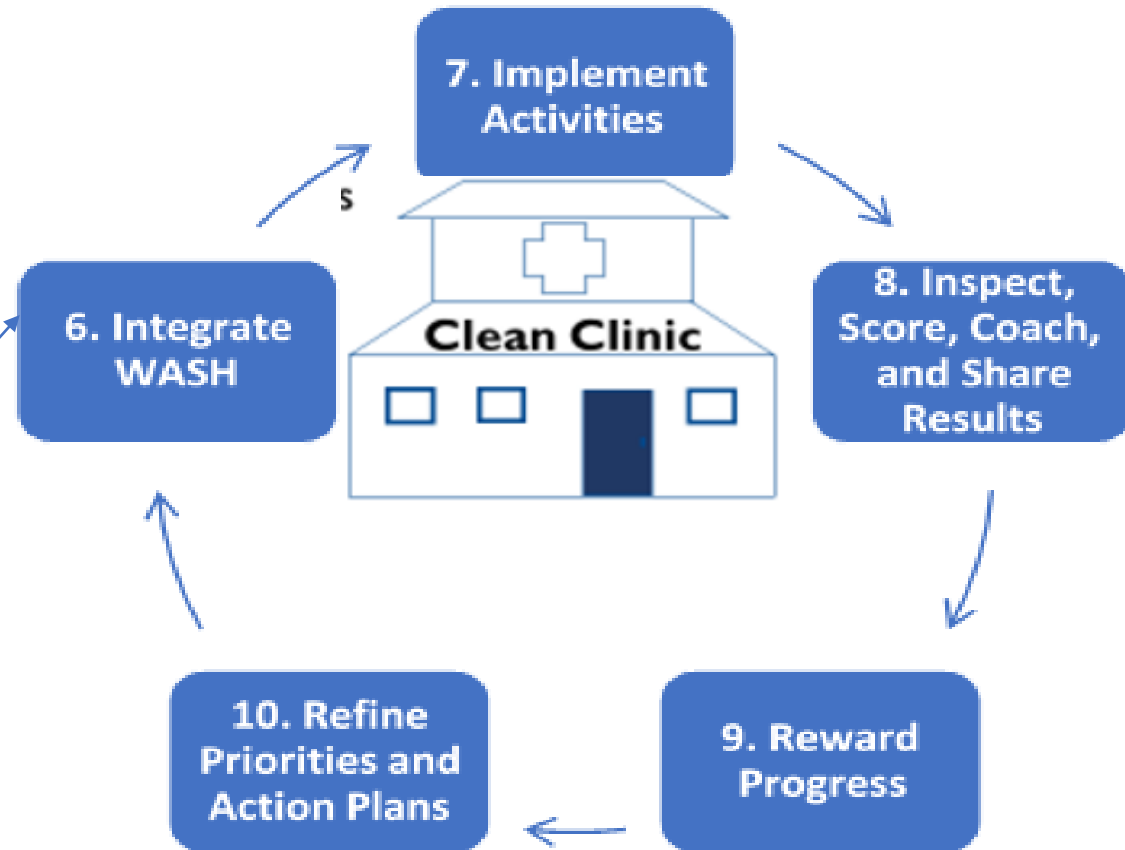 7. Implement
Activities
s
6. Integrate
WASH
Clean Clinic
8. Inspect,
Score, Coach,
and Share
Results
10. Refine
Priorities and
Action Plans
9. Reward
Progress